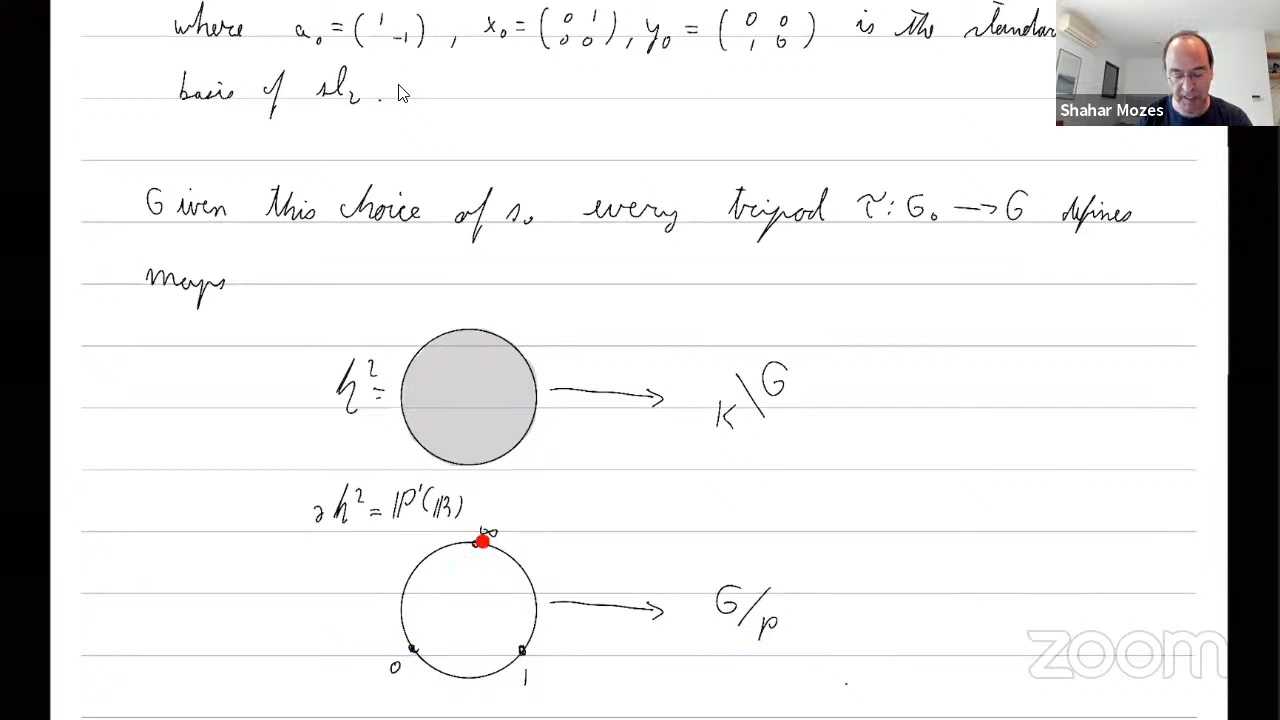 where a₀ = ( 1 -1 ) , x₀ = ( 0 1 0 0 ) , y₀ = ( 0 0 1 0 ) is the standar
Shahar Mozes
basis of sl₂ .
Given this choice of s₀ every tripod τ: G₀ → G defines
maps
h² = → K\G
∂h² = P¹(R)
∞
→ G/P
0 1
zoom